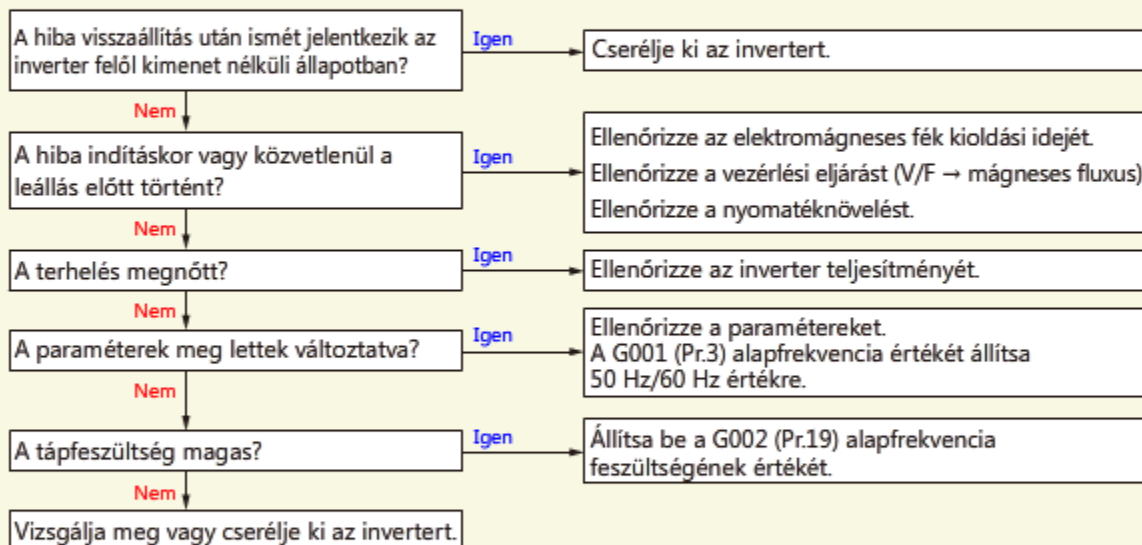 A hiba visszaállítás után ismét jelentkezik az
inverter felől kimenet nélküli állapotban?
Igen
Cserélje ki az invertert.
Nem
A hiba indításkor vagy közvetlenül a
leállás előtt történt?
Igen
Ellenőrizze az elektromágneses fék kioldási idejét.
Ellenőrizze a vezérlési eljárást (V/F → mágneses fluxus)
Ellenőrizze a nyomatéknövelést.
Nem
A terhelés megnőtt?
Igen
Ellenőrizze az inverter teljesítményét.
Nem
A paraméterek meg lettek változtatva?
Igen
Ellenőrizze a paramétereket.
A G001 (Pr.3) alapfrekvencia értékét állítsa
50 Hz/60 Hz értékre.
Nem
A tápfeszültség magas?
Igen
Állítsa be a G002 (Pr.19) alapfrekvencia
feszültségének értékét.
Nem
Vizsgálja meg vagy cserélje ki az invertert.